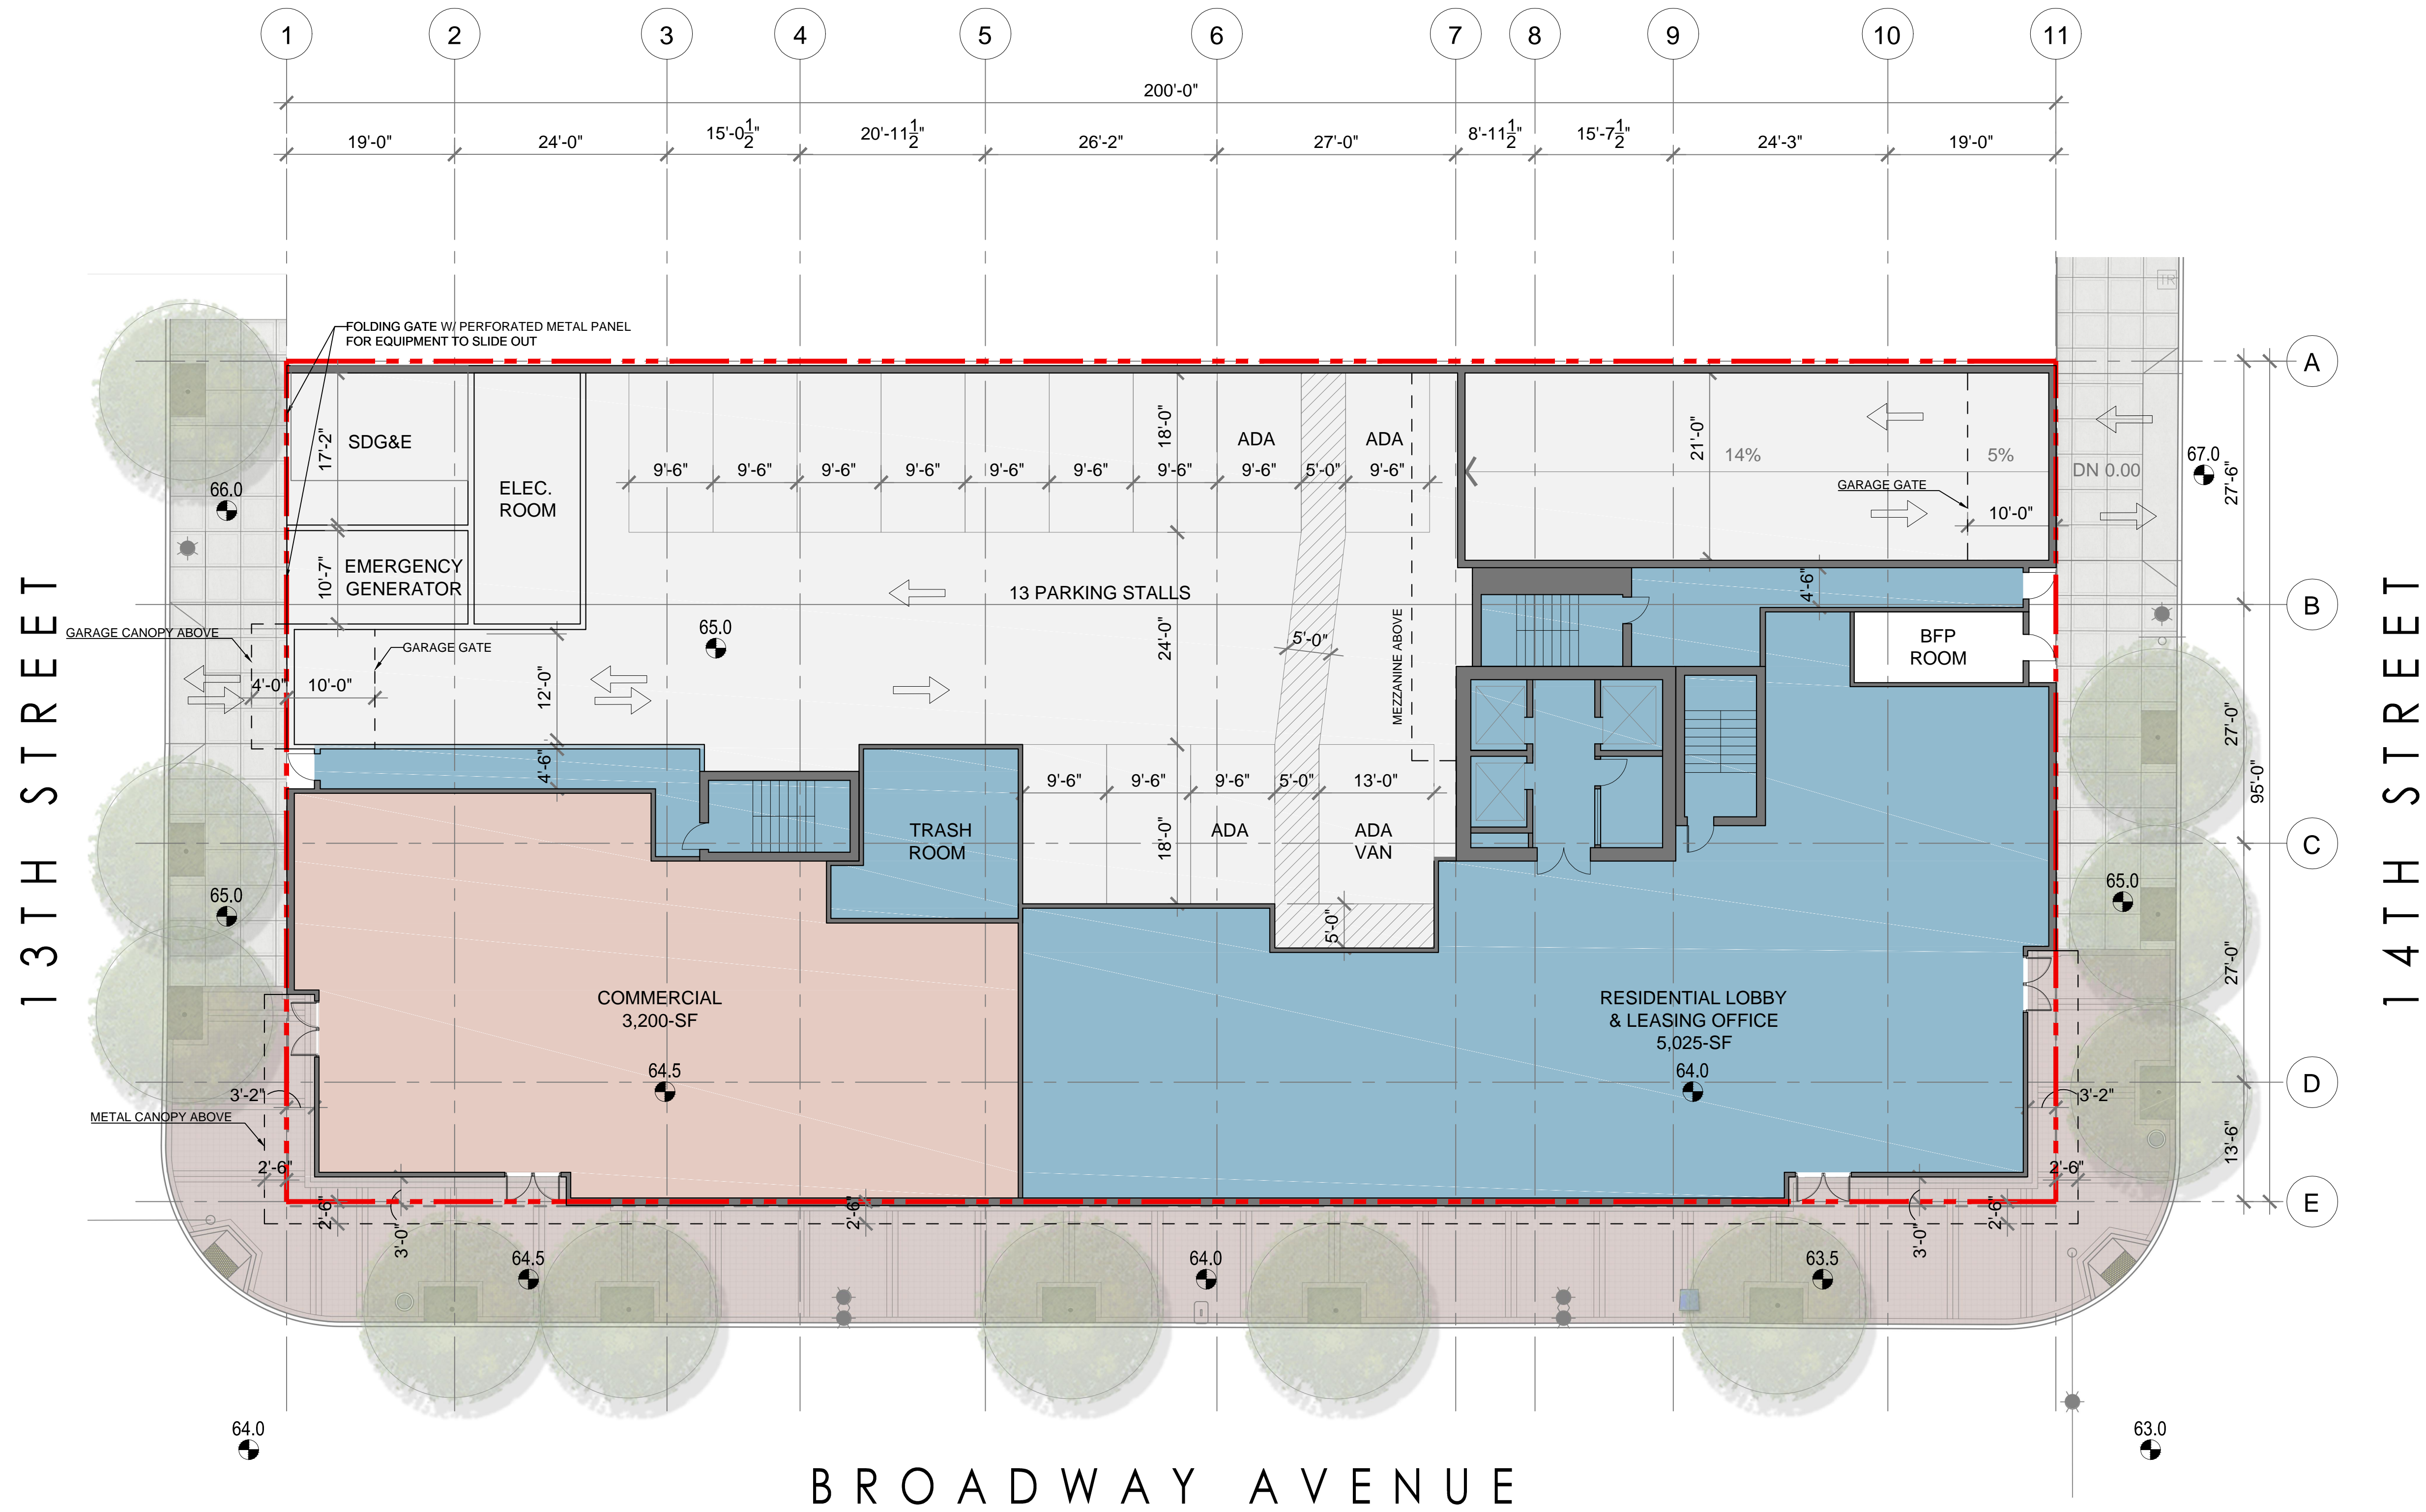 1 2 3 4 5 6 7 8 9 10 11
200'-0"
19'-0" 24'-0" 15'-0 1/2" 20'-11 1/2" 26'-2" 27'-0" 8'-11 1/2" 15'-7 1/2" 24'-3" 19'-0"
TR
FOLDING GATE W/ PERFORATED METAL PANEL
FOR EQUIPMENT TO SLIDE OUT
A
SDG&E
17'-2"
18'-0"
ADA
ADA
21'-0"
14%
5%
DN 0.00
67.0
27'-6"
9'-6" 9'-6" 9'-6" 9'-6" 9'-6" 9'-6" 9'-6" 9'-6" 5'-0" 9'-6"
ELEC.
ROOM
66.0
GARAGE GATE
10'-0"
EMERGENCY
GENERATOR
10'-7"
13 PARKING STALLS
4'-6"
B
GARAGE CANOPY ABOVE
GARAGE GATE
65.0
24'-0"
5'-0"
MEZZANINE ABOVE
BFP
ROOM
4'-0"
10'-0"
12'-0"
27'-0"
95'-0"
13TH STREET
14TH STREET
4'-6"
9'-6" 9'-6" 9'-6" 5'-0" 13'-0"
TRASH
ROOM
18'-0"
ADA
ADA
VAN
C
65.0
65.0
5'-0"
27'-0"
COMMERCIAL
3,200-SF
64.5
RESIDENTIAL LOBBY
& LEASING OFFICE
5,025-SF
64.0
D
3'-2"
3'-2"
METAL CANOPY ABOVE
13'-6"
2'-6"
2'-6"
E
2'-6"
3'-0"
2'-6"
3'-0"
2'-6"
64.5
64.0
63.5
64.0
63.0
BROADWAY AVENUE